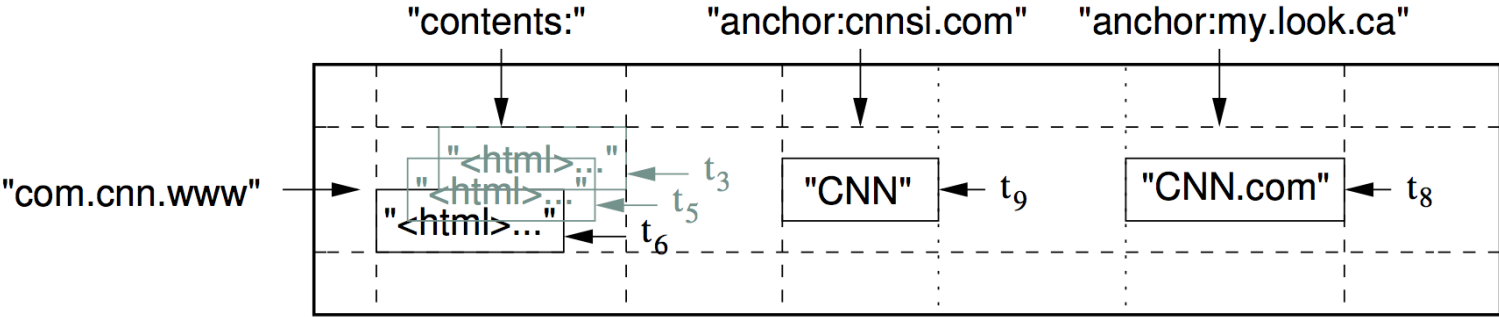 "contents:" "anchor:cnnsi.com" "anchor:my.look.ca"
"<html>..." t3
"com.cnn.www" "<html>..." t5 "CNN" t9 "CNN.com" t8
"<html>..." t6